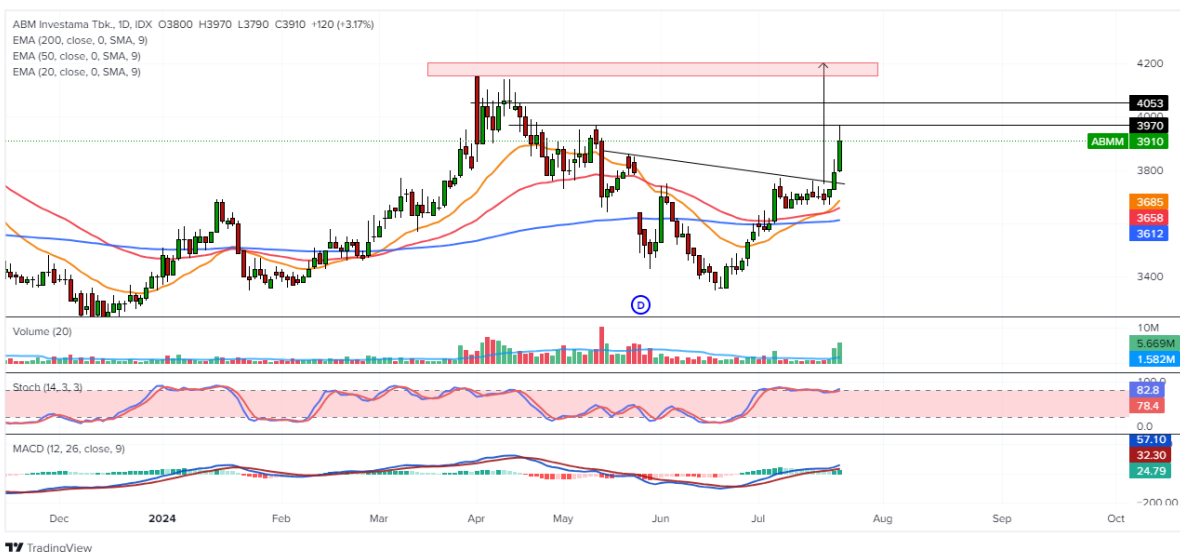 ABM Investama Tbk., 1D, IDX O3800 H3970 L3790 C3910 +120 (+3.17%)
EMA (200, close, 0, SMA, 9)
EMA (50, close, 0, SMA, 9)
EMA (20, close, 0, SMA, 9)
4200
4053
4000
3970
ABMM 3910
3800
3685
3658
3612
3400
D
Volume (20)
10M
5.669M
1.582M
Stoch (14, 3, 3)
100.0
82.8
78.4
0.0
MACD (12, 26, close, 9)
57.10
32.30
24.79
−200.00
Dec 2024 Feb Mar Apr May Jun Jul Aug Sep Oct
TradingView